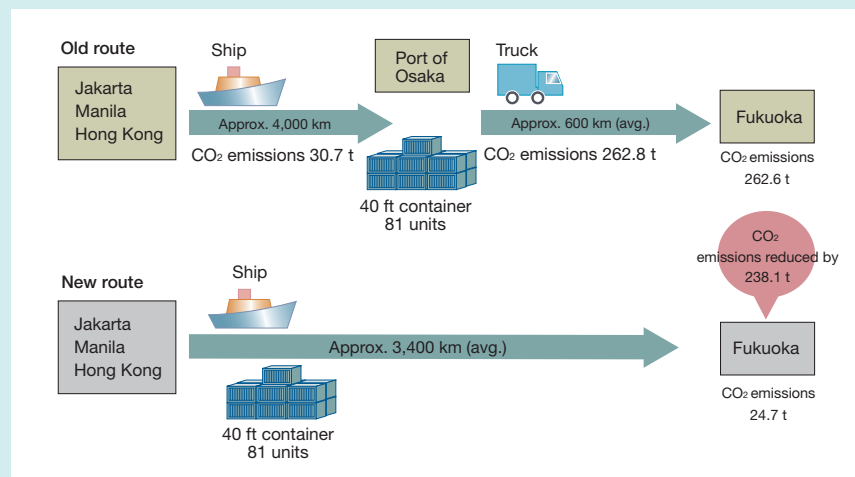 Old route
Ship
Port of
Osaka
Truck
Jakarta
Manila
Hong Kong
Approx. 4,000 km
Approx. 600 km (avg.)
Fukuoka
CO₂ emissions 30.7 t
CO₂ emissions 262.8 t
CO₂ emissions
262.6 t
40 ft container
81 units
CO₂
emissions reduced by
238.1 t
New route
Ship
Jakarta
Manila
Hong Kong
Approx. 3,400 km (avg.)
Fukuoka
CO₂ emissions
24.7 t
40 ft container
81 units